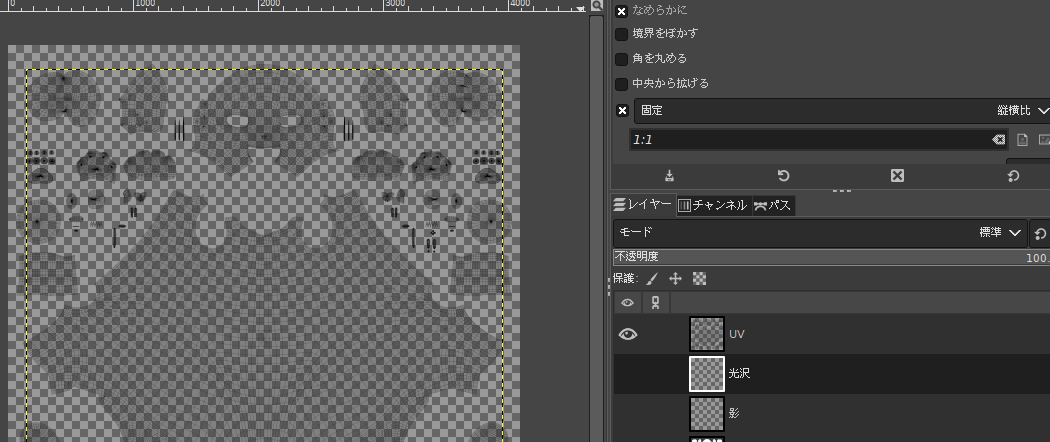 0 1000 2000 3000 4000
なめらかに
境界をぼかす
角を丸める
中央から拡げる
固定 縦横比
1:1
レイヤー チャンネル パス
モード 標準
不透明度 100.
保護:
UV
光沢
影